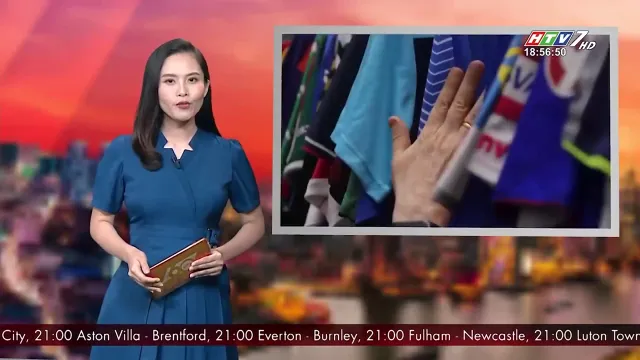 HTV7 HD
18:56:50
VA
City, 21:00 Aston Villa - Brentford, 21:00 Everton - Burnley, 21:00 Fulham - Newcastle, 21:00 Luton Town